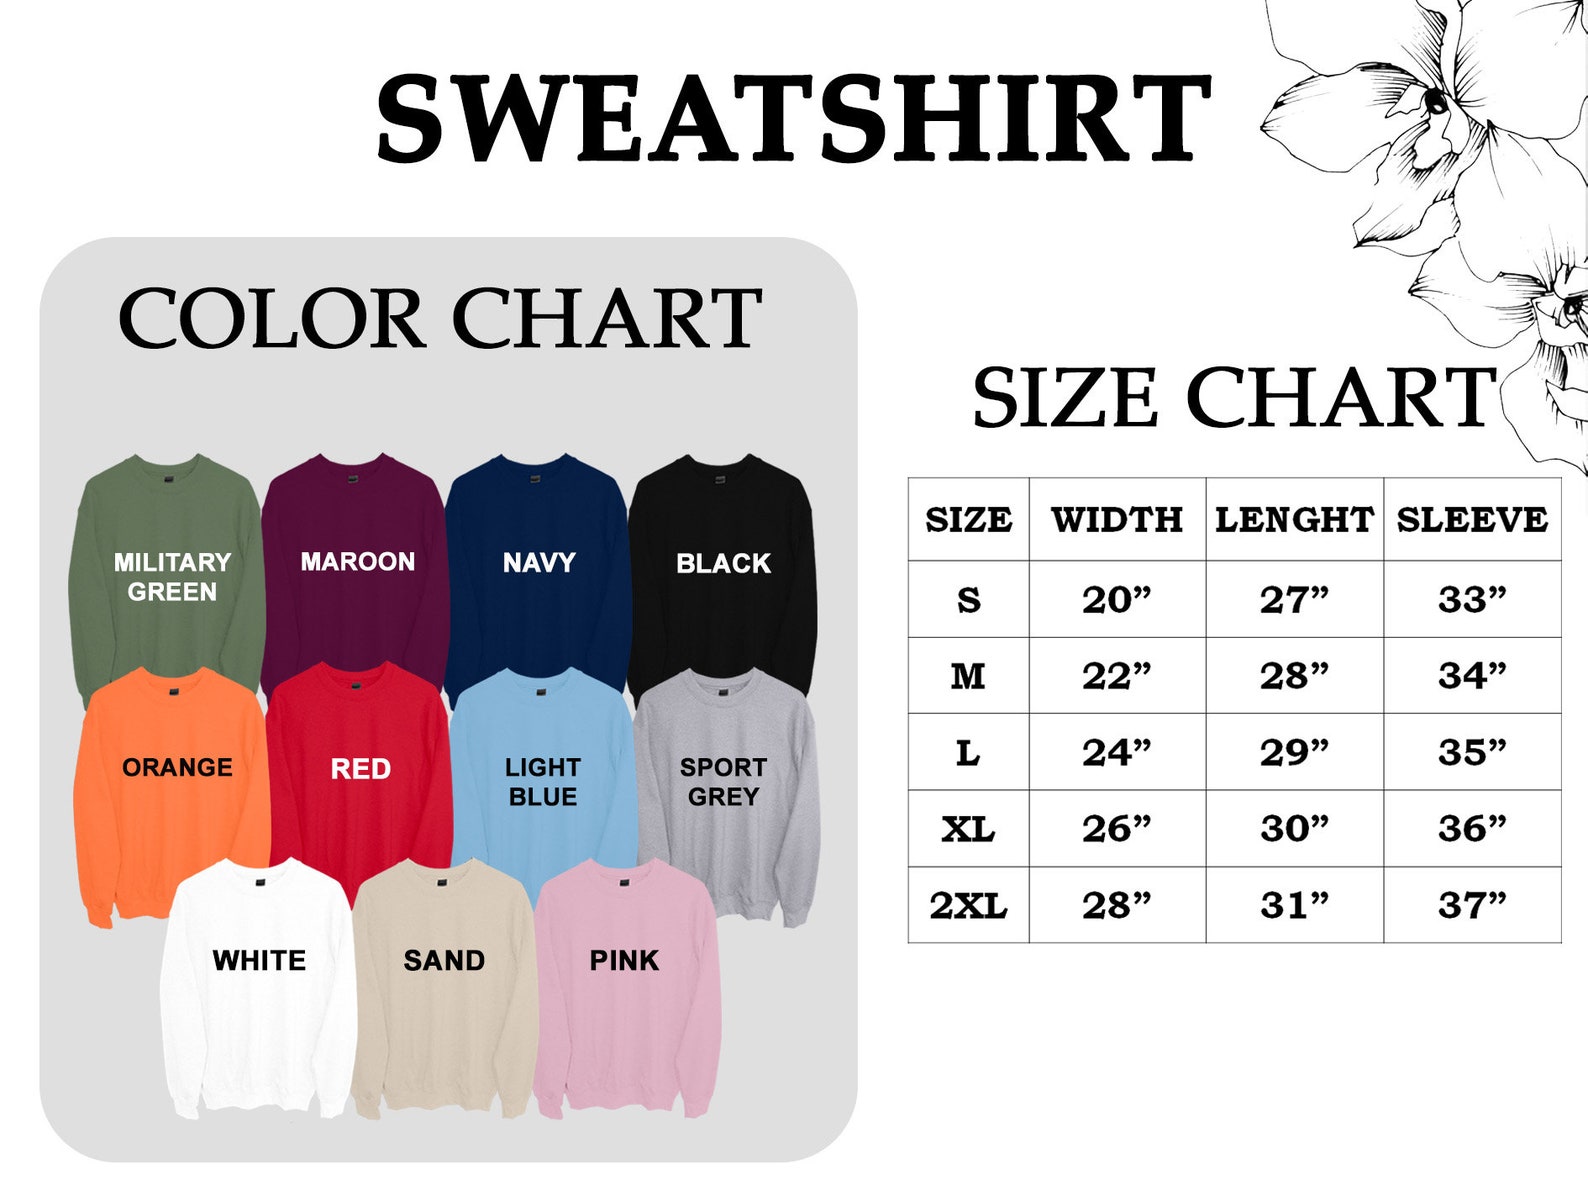 SWEATSHIRT
COLOR CHART
MILITARY
GREEN
MAROON
NAVY
BLACK
ORANGE
RED
LIGHT
BLUE
SPORT
GREY
WHITE
SAND
PINK
SIZE CHART
SIZE WIDTH LENGHT SLEEVE
S 20” 27” 33”
M 22” 28” 34”
L 24” 29” 35”
XL 26” 30” 36”
2XL 28” 31” 37”